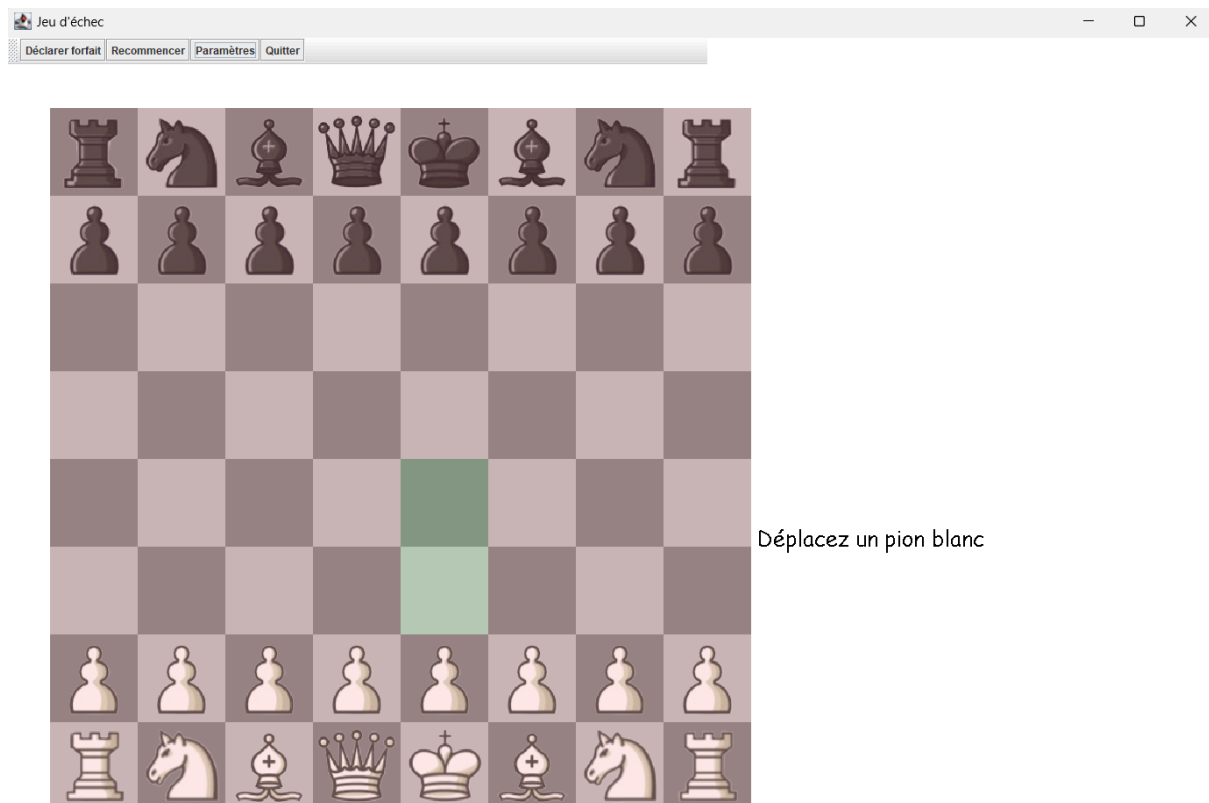 Jeu d'échec
Déclarer forfait Recommencer Paramètres Quitter
Déplacez un pion blanc